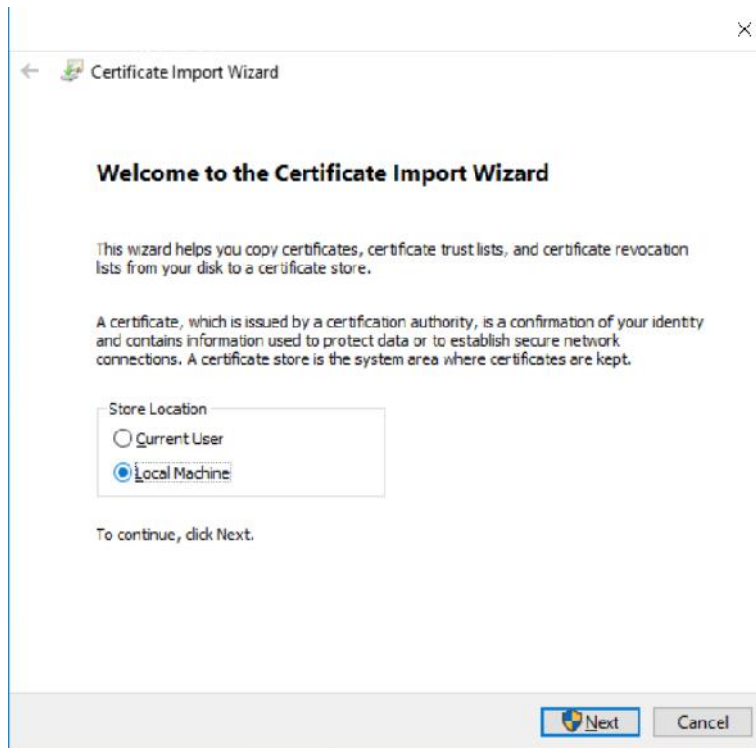 Certificate Import Wizard
Welcome to the Certificate Import Wizard
This wizard helps you copy certificates, certificate trust lists, and certificate revocation
lists from your disk to a certificate store.
A certificate, which is issued by a certification authority, is a confirmation of your identity
and contains information used to protect data or to establish secure network
connections. A certificate store is the system area where certificates are kept.
Store Location
Current User
Local Machine
To continue, click Next.
Next
Cancel